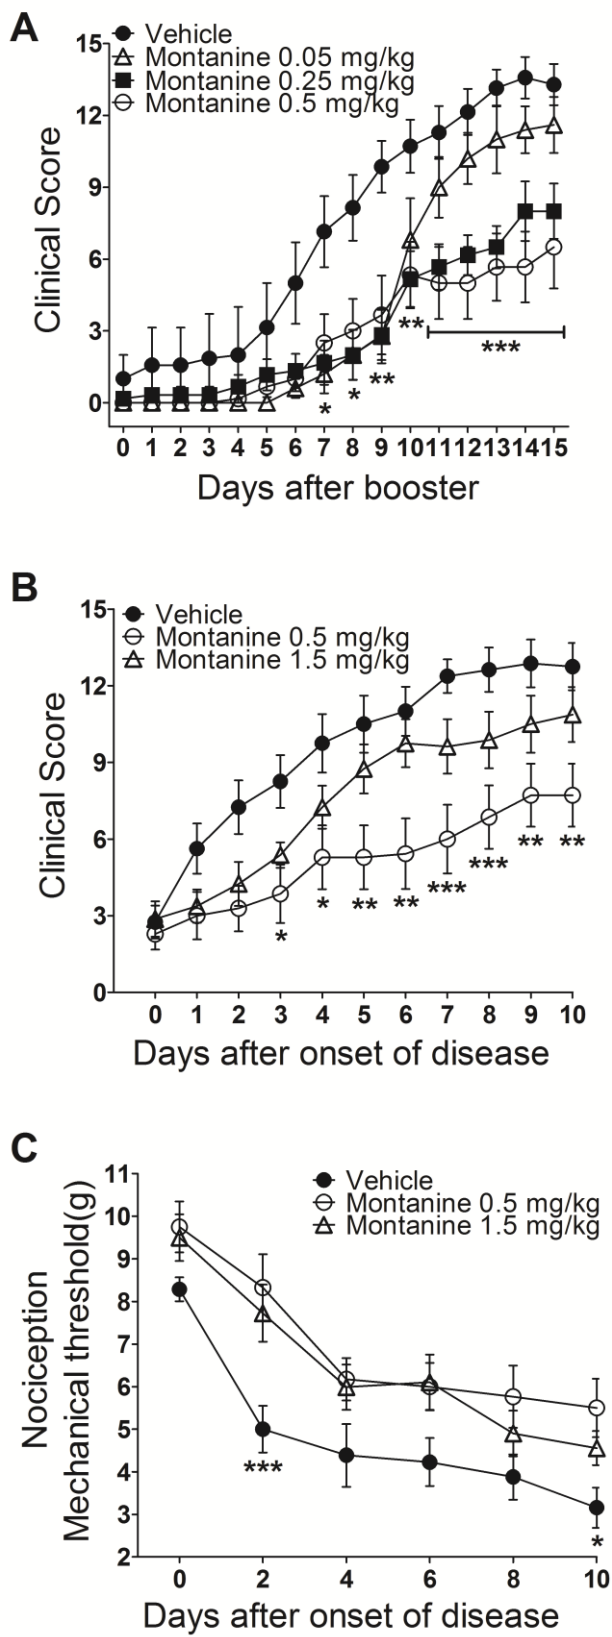 A
Vehicle
Montanine 0.05 mg/kg
Montanine 0.25 mg/kg
Montanine 0.5 mg/kg
15
12
9
6
3
0
Clinical Score
**
***
* * **
0 1 2 3 4 5 6 7 8 9 10 11 12 13 14 15
Days after booster
B
Vehicle
Montanine 0.5 mg/kg
Montanine 1.5 mg/kg
15
12
9
6
3
0
Clinical Score
* * ** ** *** *** ** **
0 1 2 3 4 5 6 7 8 9 10
Days after onset of disease
C
Vehicle
Montanine 0.5 mg/kg
Montanine 1.5 mg/kg
11
10
9
8
7
6
5
4
3
2
Nociception
Mechanical threshold(g)
***
*
0 2 4 6 8 10
Days after onset of disease